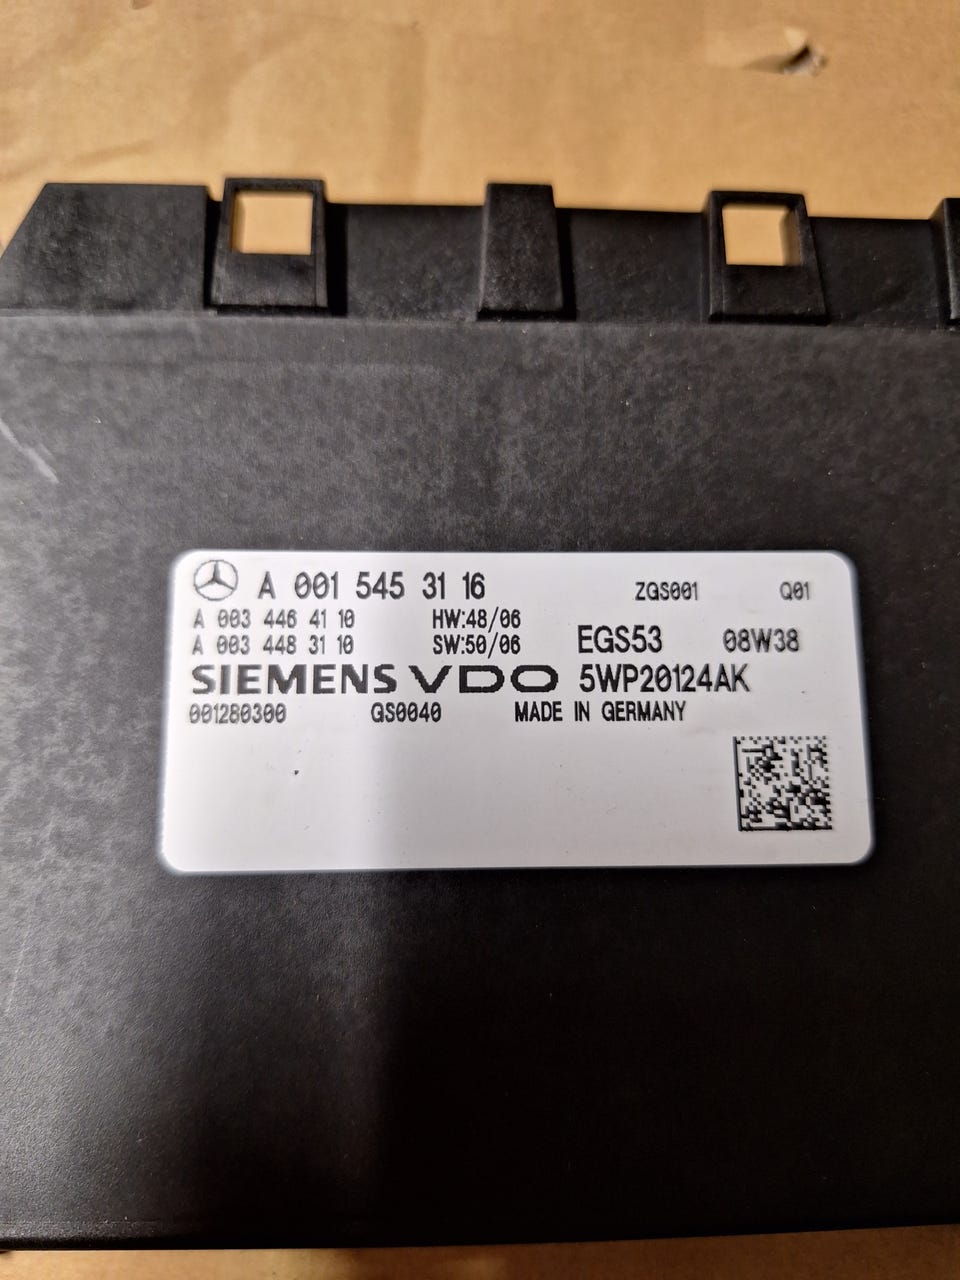 A 001 545 31 16 ZGS001 Q01
A 003 446 41 10 HW:48/06
A 003 448 31 10 SW:50/06 EGS53 08W38
SIEMENS VDO 5WP20124AK
001280300 GS0040 MADE IN GERMANY